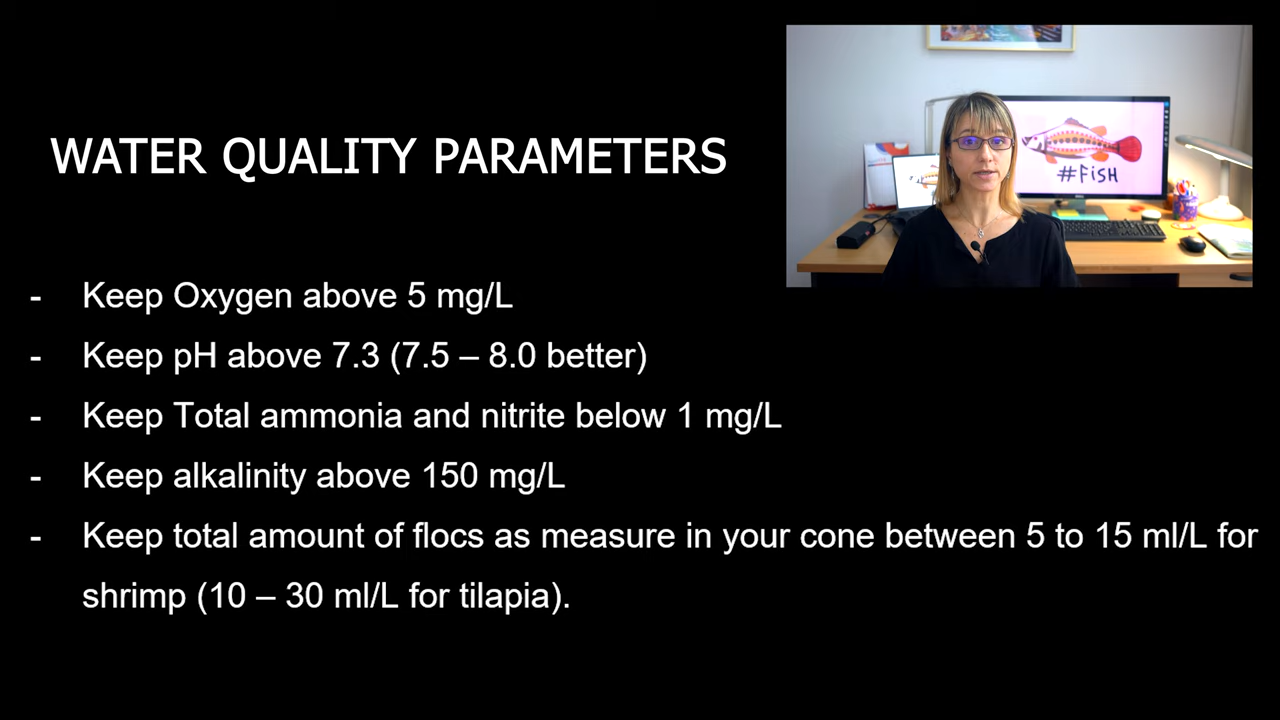 WATER QUALITY PARAMETERS
#FiSH
- Keep Oxygen above 5 mg/L
- Keep pH above 7.3 (7.5 – 8.0 better)
- Keep Total ammonia and nitrite below 1 mg/L
- Keep alkalinity above 150 mg/L
- Keep total amount of flocs as measure in your cone between 5 to 15 ml/L for
shrimp (10 – 30 ml/L for tilapia).